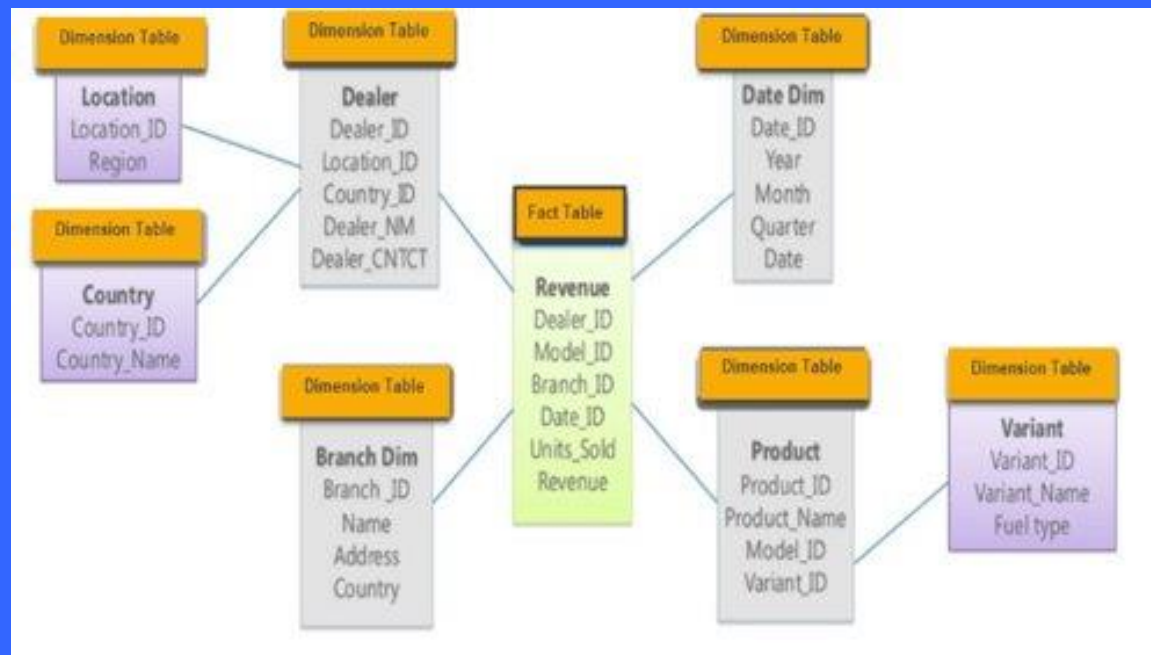 Dimension Table
Location
Location_ID
Region
Dimension Table
Dealer
Dealer_ID
Location_ID
Country_ID
Dealer_NM
Dealer_CNTCT
Dimension Table
Date Dim
Date_ID
Year
Month
Quarter
Date
Dimension Table
Country
Country_ID
Country_Name
Fact Table
Revenue
Dealer_ID
Model_ID
Branch_ID
Date_ID
Units_Sold
Revenue
Dimension Table
Branch Dim
Branch _ID
Name
Address
Country
Dimension Table
Product
Product_ID
Product_Name
Model_ID
Variant_ID
Dimension Table
Variant
Variant_ID
Variant_Name
Fuel type